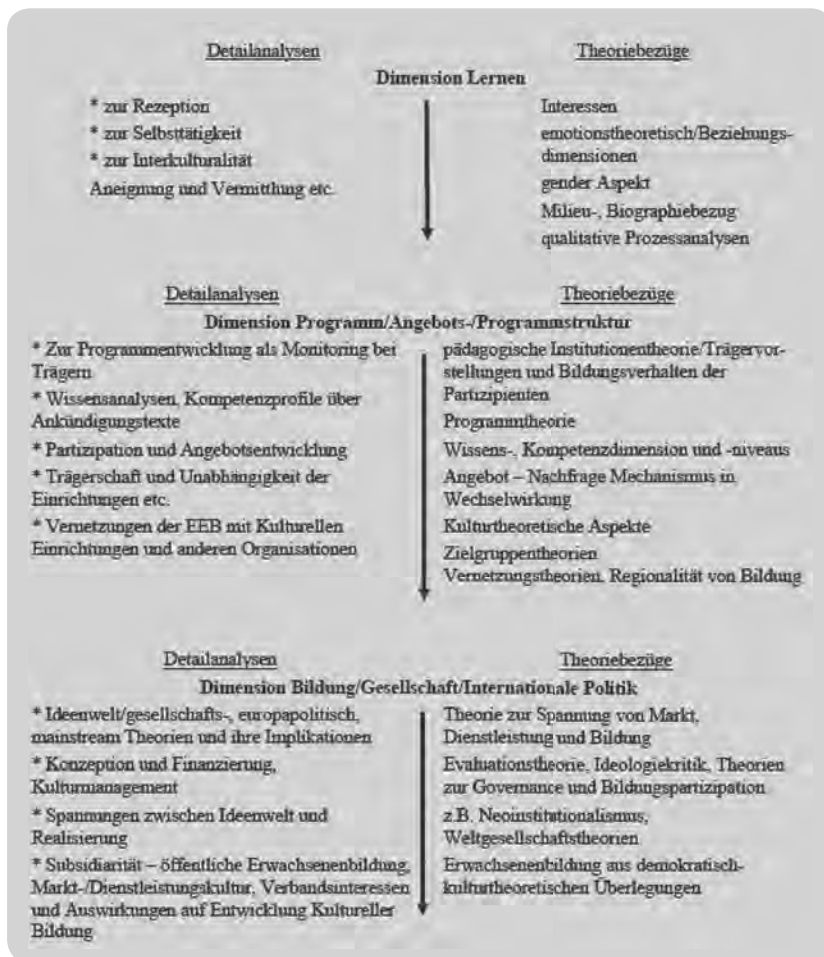 Detailanalysen
Theoriebezüge
Dimension Lernen
* zur Rezeption
* zur Selbsttätigkeit
* zur Interkulturalität
Aneignung und Vermittlung etc.
Interessen
emotionstheoretisch/Beziehungs-
dimensionen
gender Aspekt
Milieu-, Biographiebezug
qualitative Prozessanalysen
Detailanalysen
Theoriebezüge
Dimension Programm/Angebots-/Programmstruktur
* Zur Programmentwicklung als Monitoring bei
Trägern
* Wissensanalysen, Kompetenzprofile über
Ankündigungstexte
* Partizipation und Angebotsentwicklung
* Trägerschaft und Unabhängigkeit der
Einrichtungen etc.
* Vernetzungen der EEB mit Kulturellen
Einrichtungen und anderen Organisationen
pädagogische Institutionentheorie/Trägervor-
stellungen und Bildungsverhalten der
Partizipienten
Programmtheorie
Wissens-, Kompetenzdimension und -niveaus
Angebot – Nachfrage Mechanismus in
Wechselwirkung
Kulturtheoretische Aspekte
Zielgruppentheorien
Vernetzungstheorien, Regionalität von Bildung
Detailanalysen
Theoriebezüge
Dimension Bildung/Gesellschaft/Internationale Politik
* Ideenwelt/gesellschafts-, europapolitisch,
mainstream Theorien und ihre Implikationen
* Konzeption und Finanzierung,
Kulturmanagement
* Spannungen zwischen Ideenwelt und
Realisierung
* Subsidiarität – öffentliche Erwachsenenbildung,
Markt-/Dienstleistungskultur, Verbandsinteressen
und Auswirkungen auf Entwicklung Kultureller
Bildung
Theorie zur Spannung von Markt,
Dienstleistung und Bildung
Evaluationstheorie, Ideologiekritik, Theorien
zur Governance und Bildungspartizipation
z.B. Neoinstitutionalismus,
Weltgesellschaftstheorien
Erwachsenenbildung aus demokratisch-
kulturtheoretischen Überlegungen